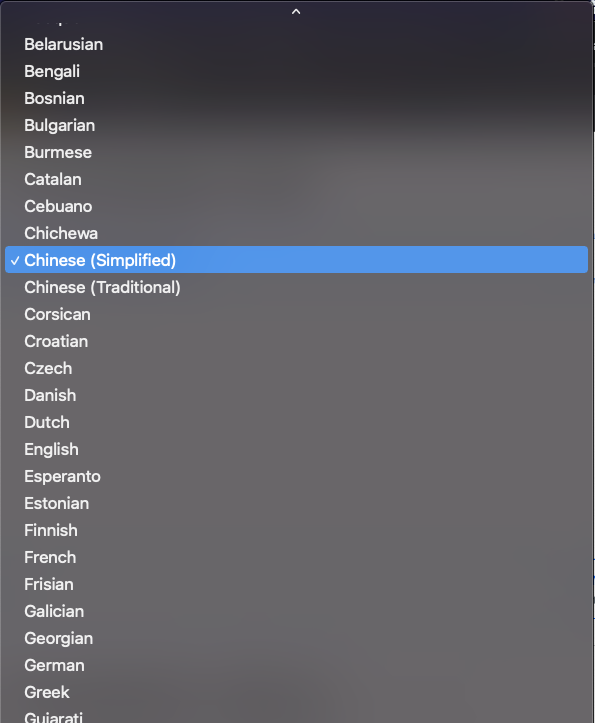 Belarusian
Bengali
Bosnian
Bulgarian
Burmese
Catalan
Cebuano
Chichewa
✓ Chinese (Simplified)
Chinese (Traditional)
Corsican
Croatian
Czech
Danish
Dutch
English
Esperanto
Estonian
Finnish
French
Frisian
Galician
Georgian
German
Greek
Gujarati